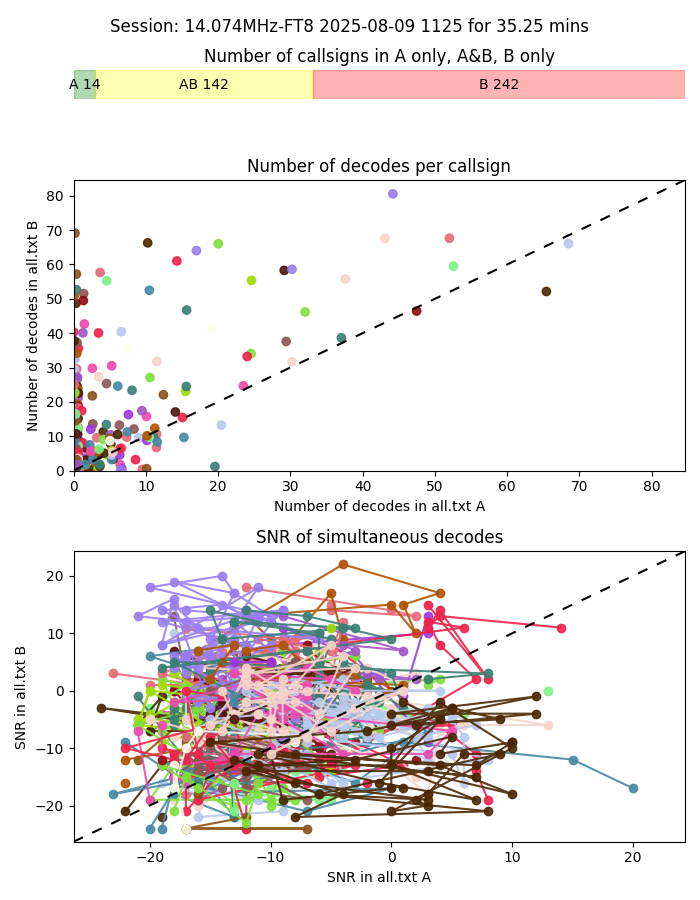 Session: 14.074MHz-FT8 2025-08-09 1125 for 35.25 mins
Number of callsigns in A only, A&B, B only
A 14 AB 142 B 242
Number of decodes per callsign
80
70
60
50
40
30
20
10
0
Number of decodes in all.txt B
0 10 20 30 40 50 60 70 80
Number of decodes in all.txt A
SNR of simultaneous decodes
20
10
0
−10
−20
SNR in all.txt B
−20 −10 0 10 20
SNR in all.txt A